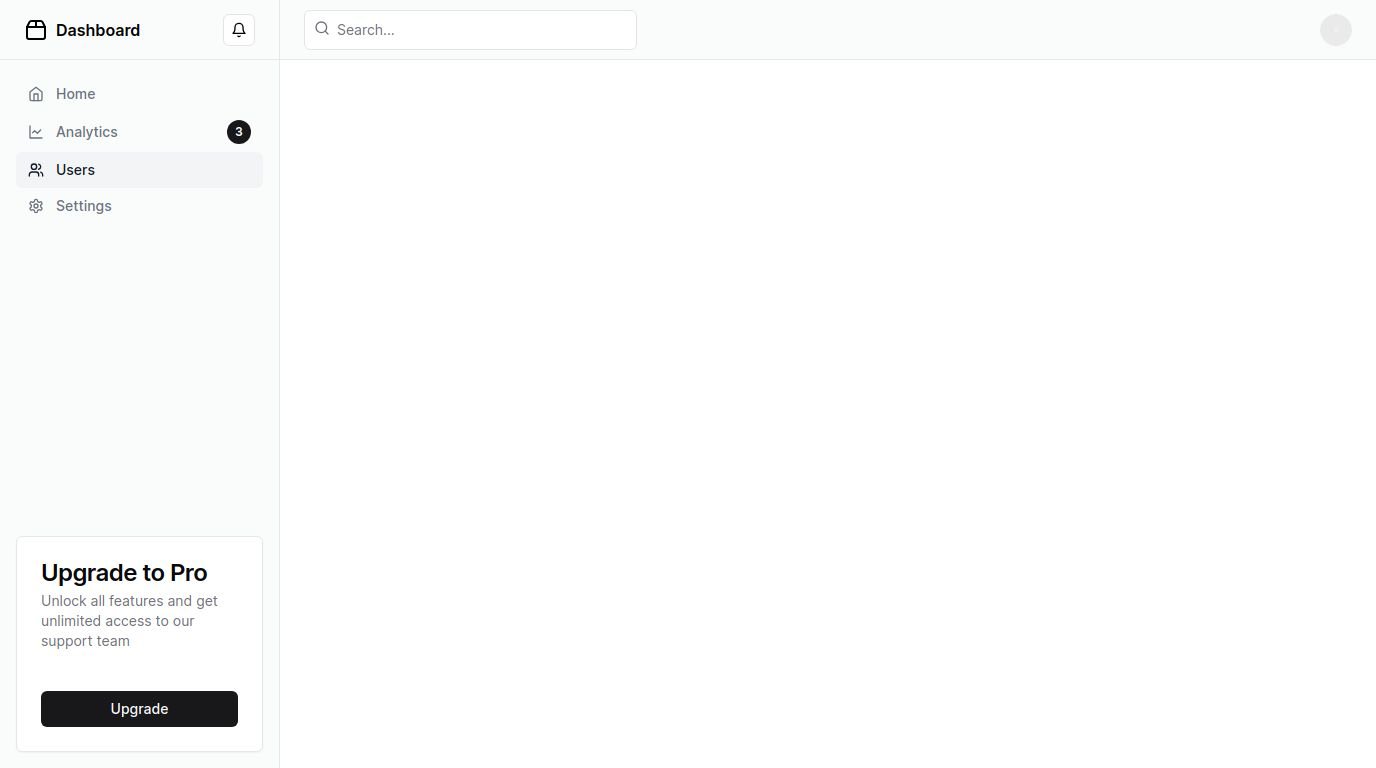 Dashboard
Search...
Home
Analytics
3
Users
Settings
Upgrade to Pro
Unlock all features and get
unlimited access to our
support team
Upgrade